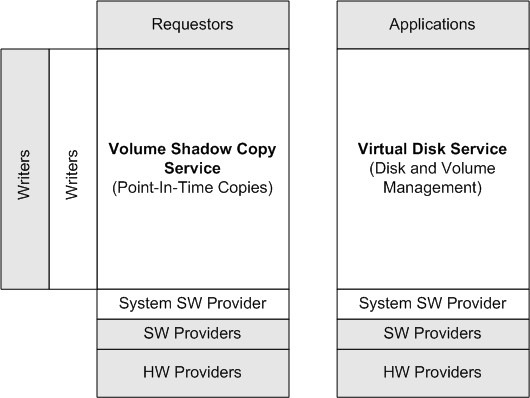 Requestors
Applications
Writers
Writers
Volume Shadow Copy
Service
(Point-In-Time Copies)
Virtual Disk Service
(Disk and Volume
Management)
System SW Provider
System SW Provider
SW Providers
SW Providers
HW Providers
HW Providers